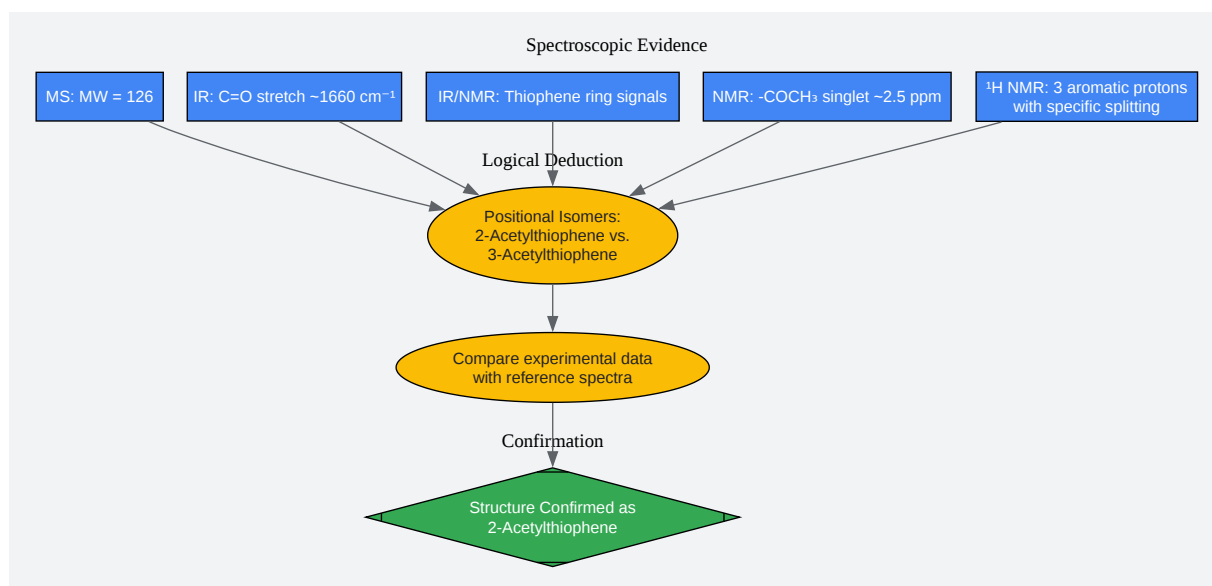 Spectroscopic Evidence
MS: MW = 126
IR: C=O stretch ~1660 cm⁻¹
IR/NMR: Thiophene ring signals
NMR: -COCH₃ singlet ~2.5 ppm
¹H NMR: 3 aromatic protons
with specific splitting
Logical Deduction
Positional Isomers:
2-Acetylthiophene vs.
3-Acetylthiophene
Compare experimental data
with reference spectra
Confirmation
Structure Confirmed as
2-Acetylthiophene